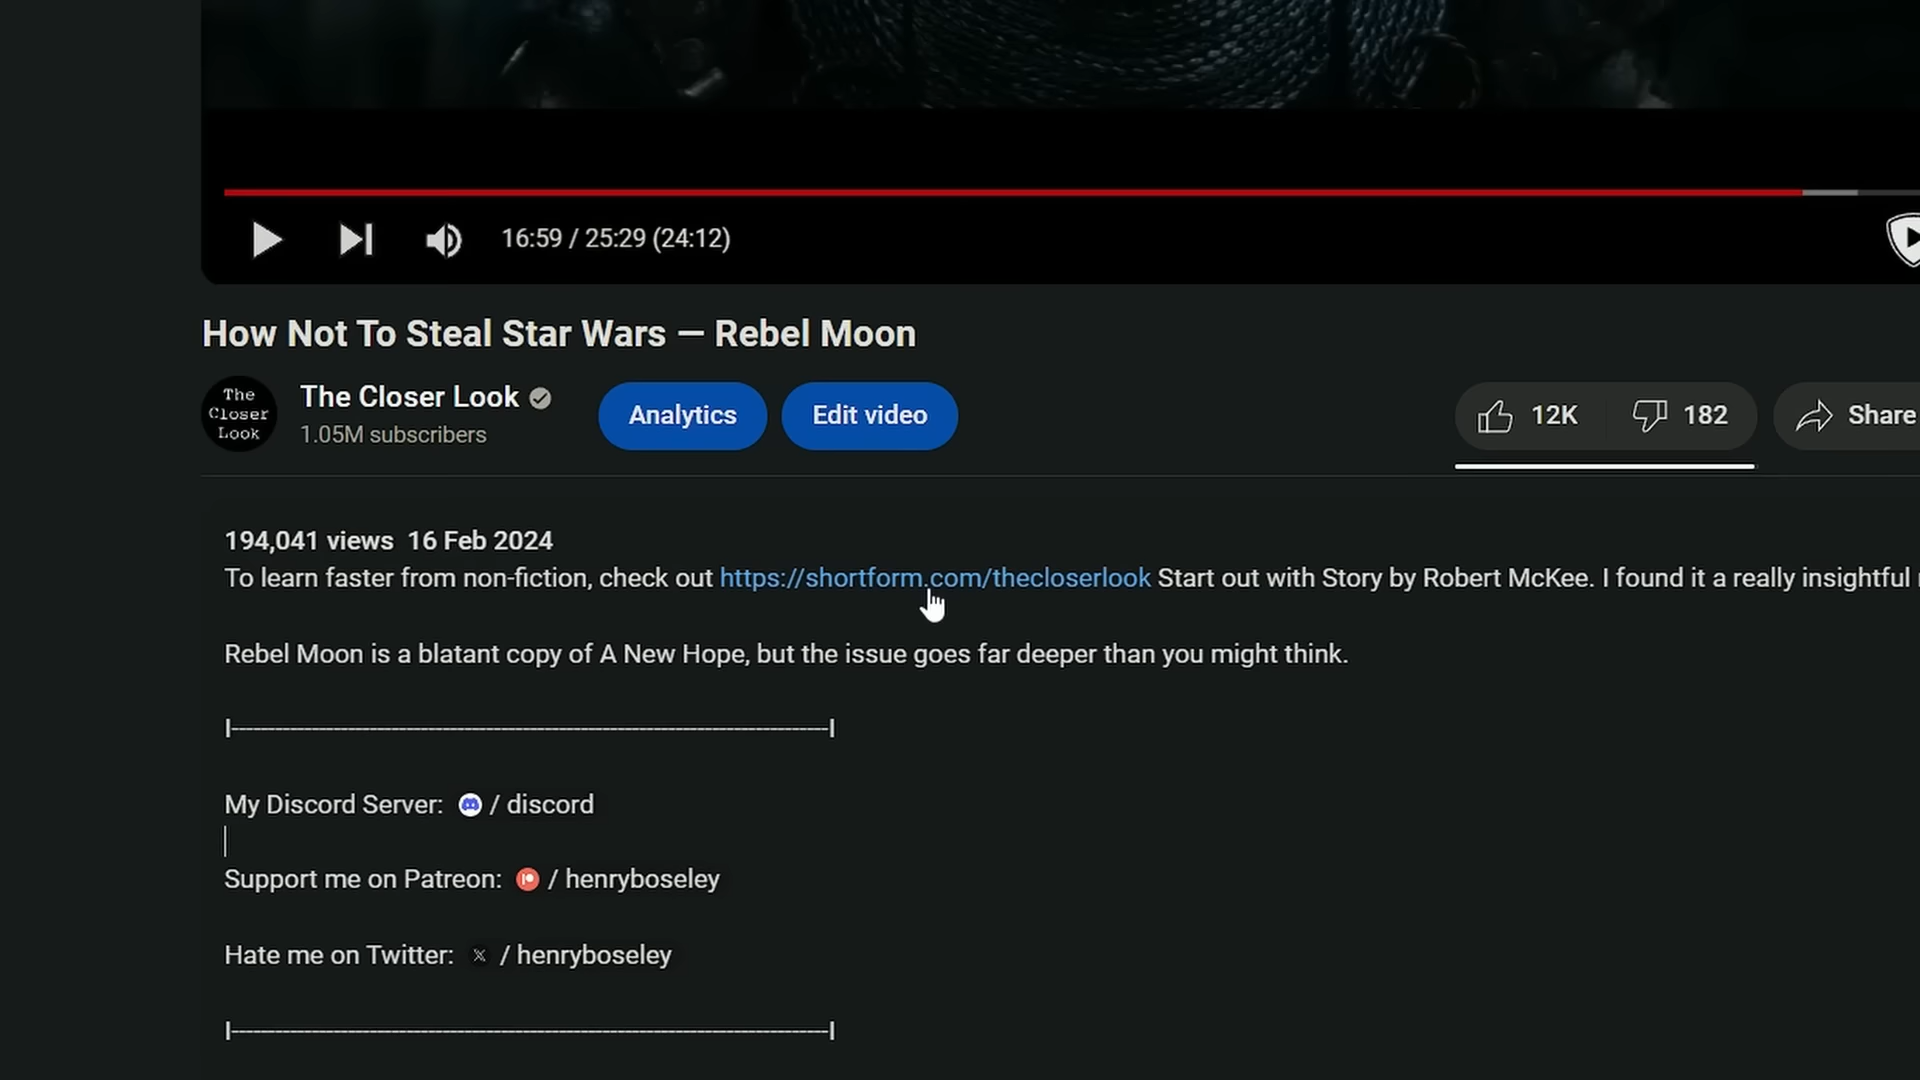 16:59 / 25:29 (24:12)
How Not To Steal Star Wars — Rebel Moon
The
Closer
Look
The Closer Look
1.05M subscribers
Analytics
Edit video
12K
182
Share
194,041 views 16 Feb 2024
To learn faster from non-fiction, check out https://shortform.com/thecloserlook Start out with Story by Robert McKee. I found it a really insightful
Rebel Moon is a blatant copy of A New Hope, but the issue goes far deeper than you might think.
My Discord Server: / discord
Support me on Patreon: / henryboseley
Hate me on Twitter: / henryboseley